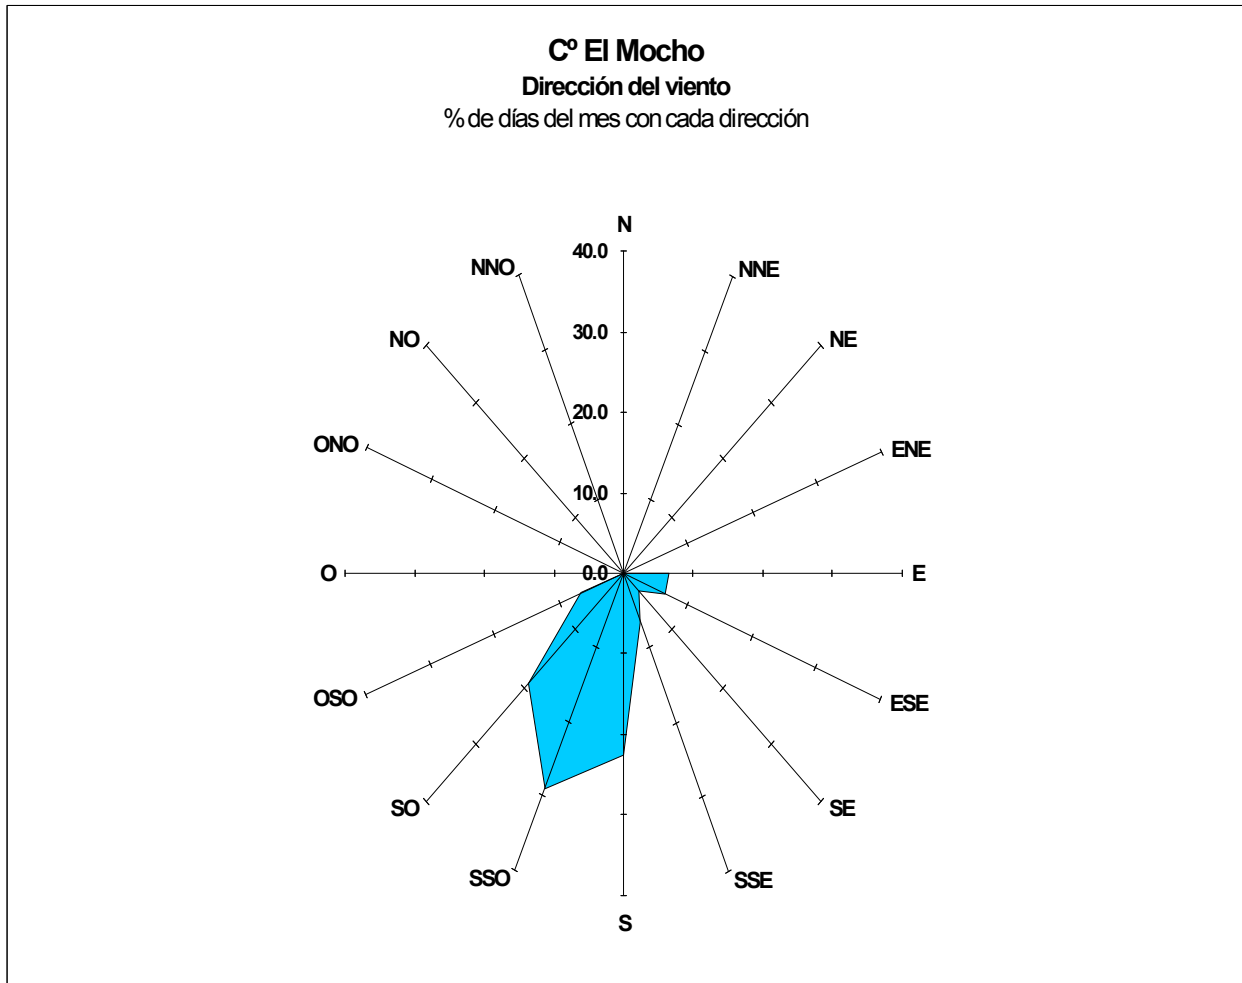 Cº El Mocho
Dirección del viento
% de días del mes con cada dirección
N
40.0
NNO
NNE
30.0
NO
NE
20.0
ONO
ENE
10.0
O
0.0
E
OSO
ESE
SO
SE
SSO
SSE
S